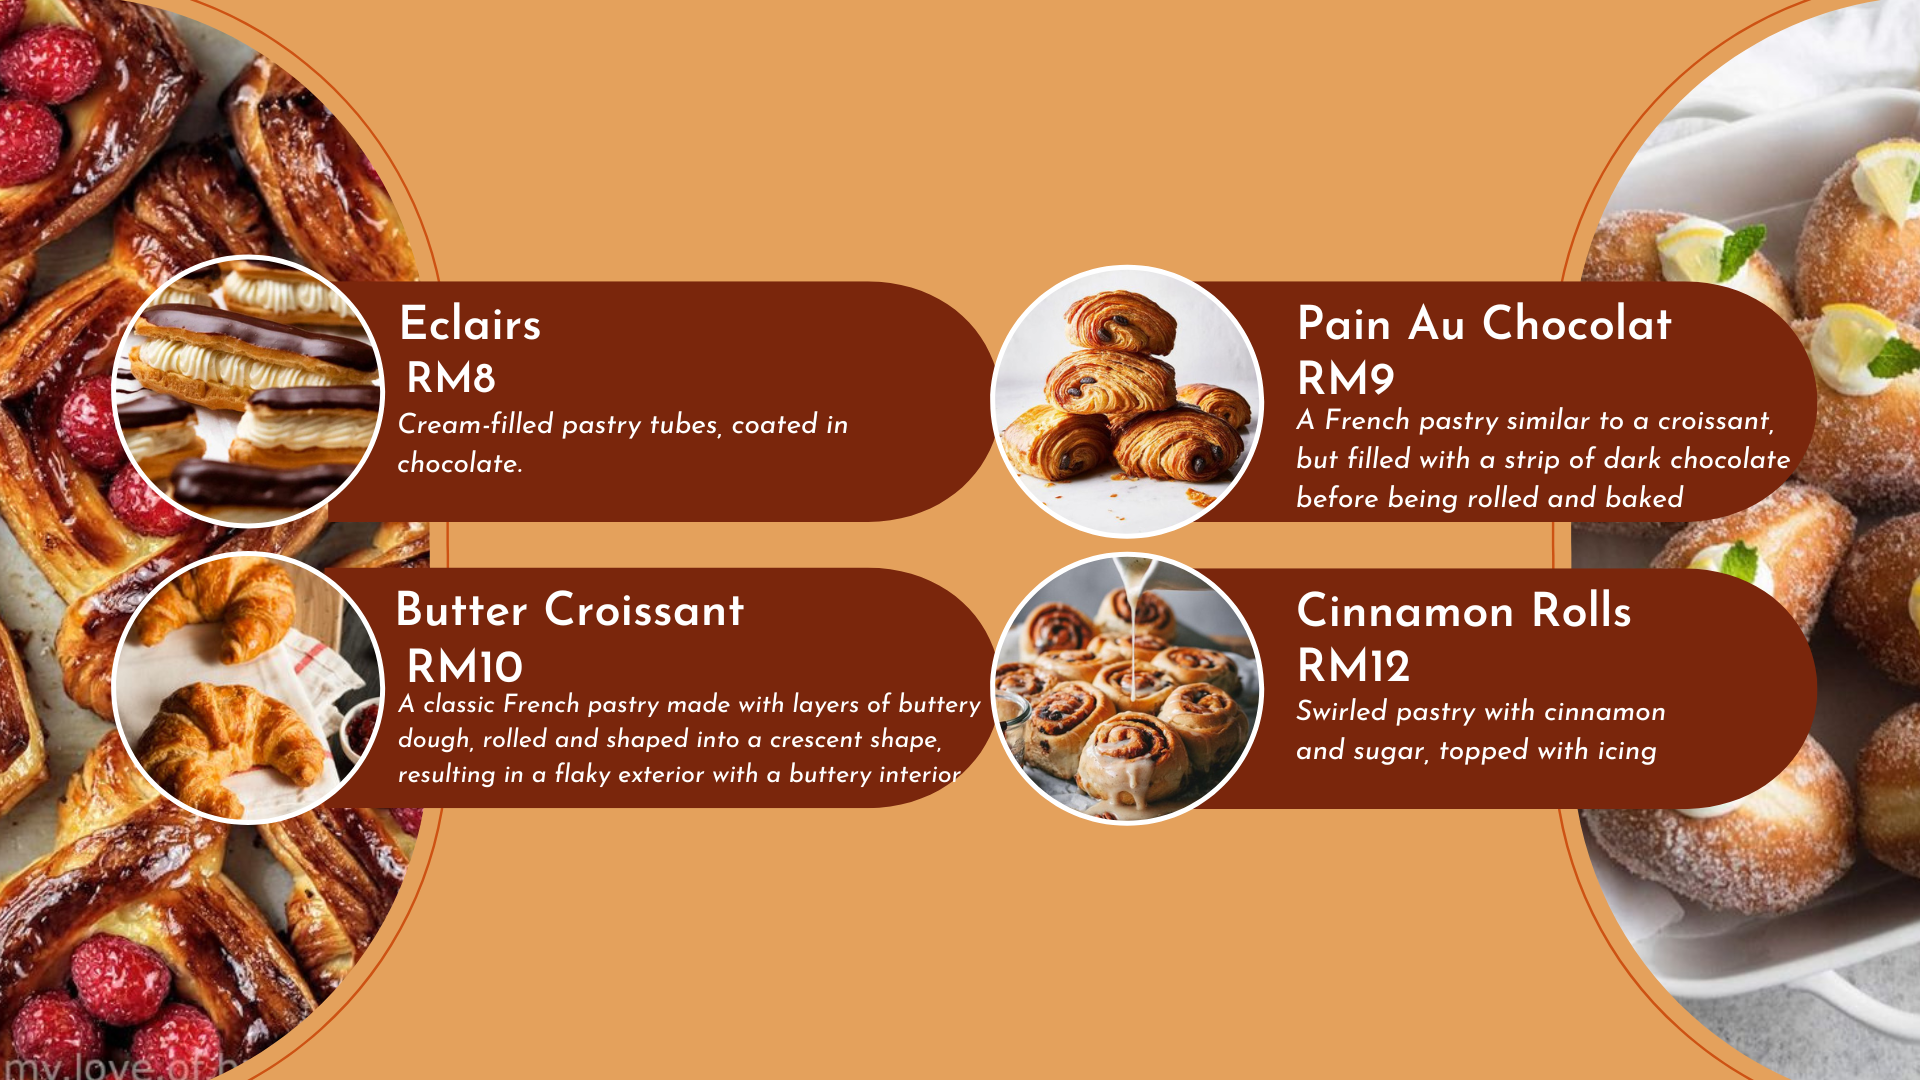 Eclairs
RM8
Cream-filled pastry tubes, coated in
chocolate.
Pain Au Chocolat
RM9
A French pastry similar to a croissant,
but filled with a strip of dark chocolate
before being rolled and baked
Butter Croissant
RM10
A classic French pastry made with layers of buttery
dough, rolled and shaped into a crescent shape,
resulting in a flaky exterior with a buttery interior
Cinnamon Rolls
RM12
Swirled pastry with cinnamon
and sugar, topped with icing
my.love.of